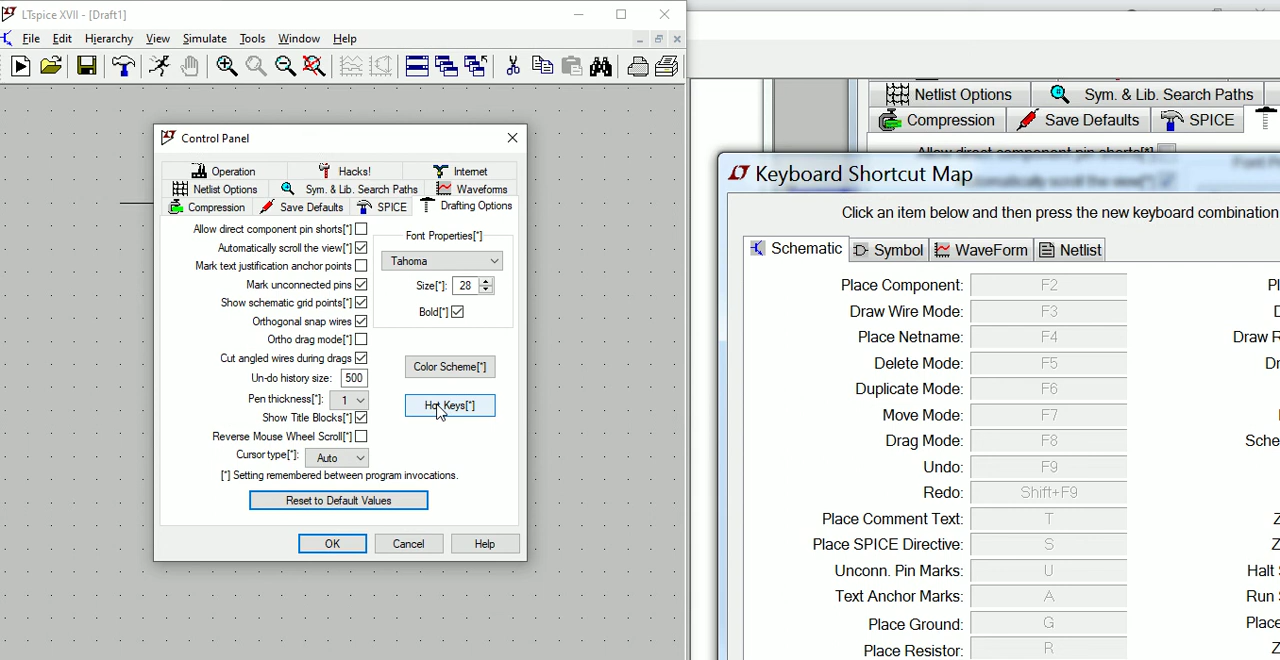 LTspice XVII - [Draft1]
File Edit Hierarchy View Simulate Tools Window Help
Control Panel
Operation Hacks! Internet
Netlist Options Sym. & Lib. Search Paths Waveforms
Compression Save Defaults SPICE Drafting Options
Allow direct component pin shorts[*]
Automatically scroll the view[*]
Mark text justification anchor points
Mark unconnected pins
Show schematic grid points[*]
Orthogonal snap wires
Ortho drag mode[*]
Cut angled wires during drags
Un-do history size: 500
Pen thickness[*]: 1
Show Title Blocks[*]
Reverse Mouse Wheel Scroll[*]
Cursor type[*]: Auto
Font Properties[*]
Tahoma
Size[*]: 28
Bold[*]
Color Scheme[*]
Hot Keys[*]
[*] Setting remembered between program invocations.
Reset to Default Values
OK Cancel Help
Netlist Options Sym. & Lib. Search Paths
Compression Save Defaults SPICE
Allow direct component pin shorts[*]
Keyboard Shortcut Map
Click an item below and then press the new keyboard combination
Schematic Symbol WaveForm Netlist
Place Component: F2
Draw Wire Mode: F3
Place Netname: F4
Delete Mode: F5
Duplicate Mode: F6
Move Mode: F7
Drag Mode: F8
Undo: F9
Redo: Shift+F9
Place Comment Text: T
Place SPICE Directive: S
Unconn. Pin Marks: U
Text Anchor Marks: A
Place Ground: G
Place Resistor: R
Draw
Sche
Halt
Run
Place